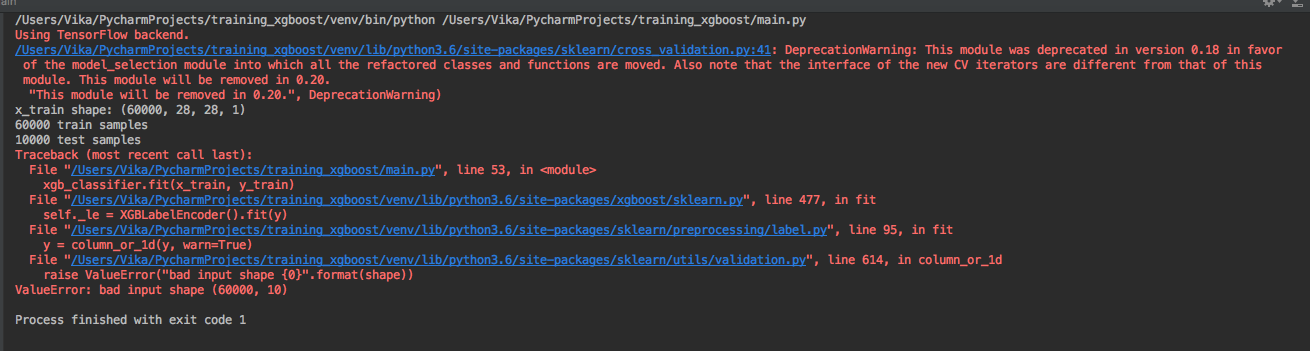 ain
/Users/Vika/PycharmProjects/training_xgboost/venv/bin/python /Users/Vika/PycharmProjects/training_xgboost/main.py
Using TensorFlow backend.
/Users/Vika/PycharmProjects/training_xgboost/venv/lib/python3.6/site-packages/sklearn/cross_validation.py:41: DeprecationWarning: This module was deprecated in version 0.18 in favor
of the model_selection module into which all the refactored classes and functions are moved. Also note that the interface of the new CV iterators are different from that of this
module. This module will be removed in 0.20.
"This module will be removed in 0.20.", DeprecationWarning)
x_train shape: (60000, 28, 28, 1)
60000 train samples
10000 test samples
Traceback (most recent call last):
File "/Users/Vika/PycharmProjects/training_xgboost/main.py", line 53, in <module>
xgb_classifier.fit(x_train, y_train)
File "/Users/Vika/PycharmProjects/training_xgboost/venv/lib/python3.6/site-packages/xgboost/sklearn.py", line 477, in fit
self._le = XGBLabelEncoder().fit(y)
File "/Users/Vika/PycharmProjects/training_xgboost/venv/lib/python3.6/site-packages/sklearn/preprocessing/label.py", line 95, in fit
y = column_or_1d(y, warn=True)
File "/Users/Vika/PycharmProjects/training_xgboost/venv/lib/python3.6/site-packages/sklearn/utils/validation.py", line 614, in column_or_1d
raise ValueError("bad input shape {0}".format(shape))
ValueError: bad input shape (60000, 10)
Process finished with exit code 1